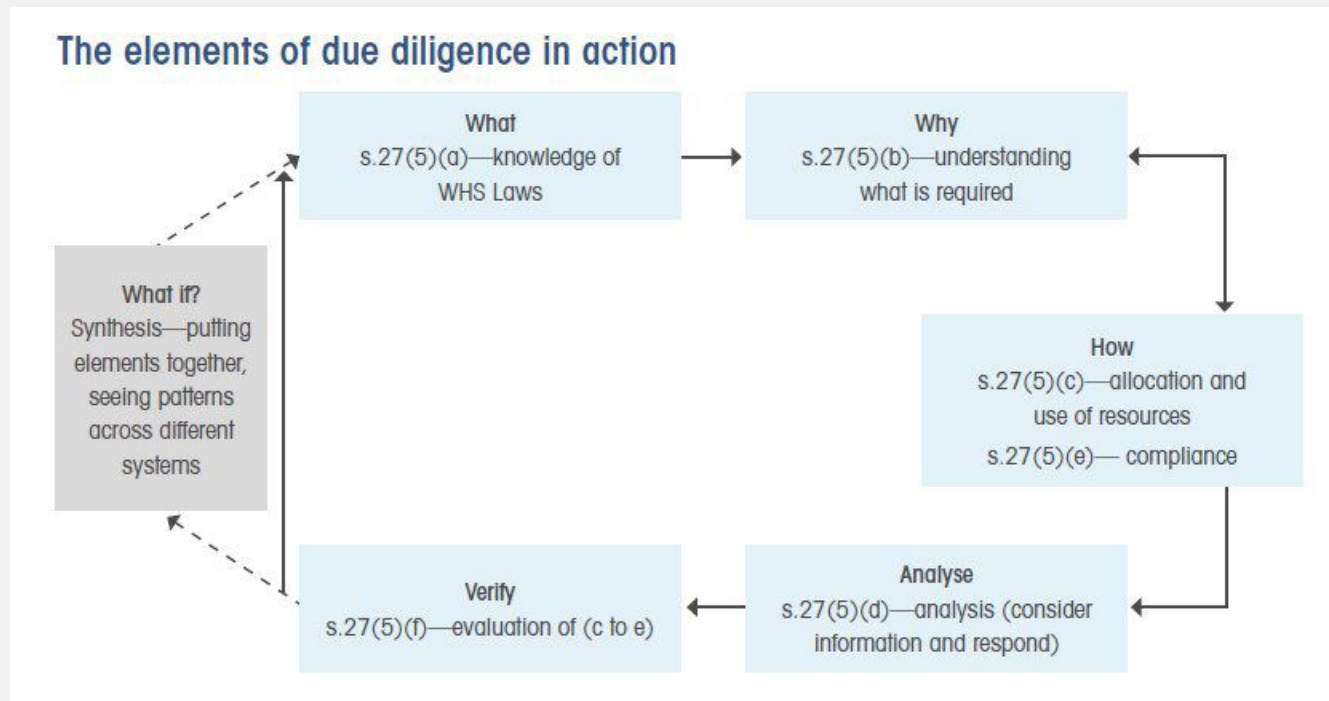 The elements of due diligence in action
What
s.27(5)(a)—knowledge of
WHS Laws
Why
s.27(5)(b)—understanding
what is required
How
s.27(5)(c)—allocation and
use of resources
s.27(5)(e)— compliance
Analyse
s.27(5)(d)—analysis (consider
information and respond)
Verify
s.27(5)(f)—evaluation of (c to e)
What if?
Synthesis—putting
elements together,
seeing patterns
across different
systems